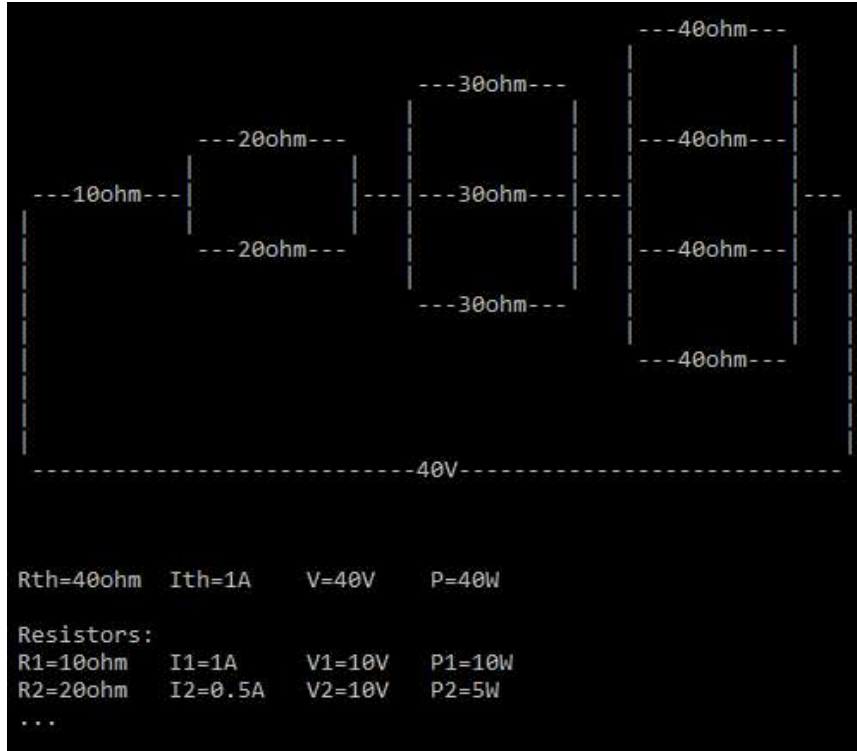 ---40ohm---
---30ohm---
---20ohm--- ---40ohm---
---10ohm--- --- ---30ohm--- --- ---
---20ohm--- ---40ohm---
---30ohm---
---40ohm---
----------------------------40V----------------------------
Rth=40ohm Ith=1A V=40V P=40W
Resistors:
R1=10ohm I1=1A V1=10V P1=10W
R2=20ohm I2=0.5A V2=10V P2=5W
...